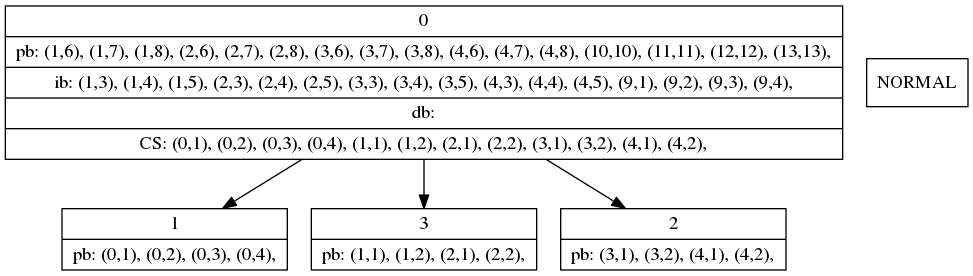 0
pb: (1,6), (1,7), (1,8), (2,6), (2,7), (2,8), (3,6), (3,7), (3,8), (4,6), (4,7), (4,8), (10,10), (11,11), (12,12), (13,13),
ib: (1,3), (1,4), (1,5), (2,3), (2,4), (2,5), (3,3), (3,4), (3,5), (4,3), (4,4), (4,5), (9,1), (9,2), (9,3), (9,4),
NORMAL
db:
CS: (0,1), (0,2), (0,3), (0,4), (1,1), (1,2), (2,1), (2,2), (3,1), (3,2), (4,1), (4,2),
1
pb: (0,1), (0,2), (0,3), (0,4),
3
pb: (1,1), (1,2), (2,1), (2,2),
2
pb: (3,1), (3,2), (4,1), (4,2),